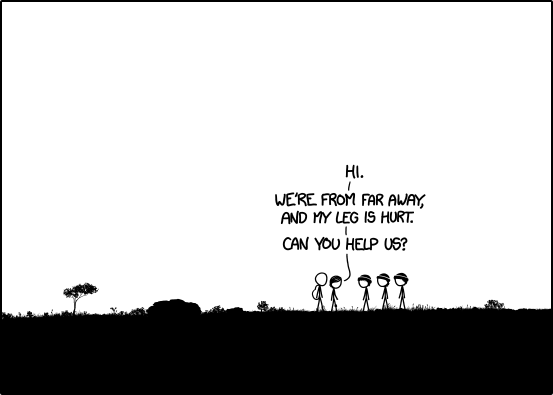 HI.
WE'RE FROM FAR AWAY,
AND MY LEG IS HURT.
CAN YOU HELP US?